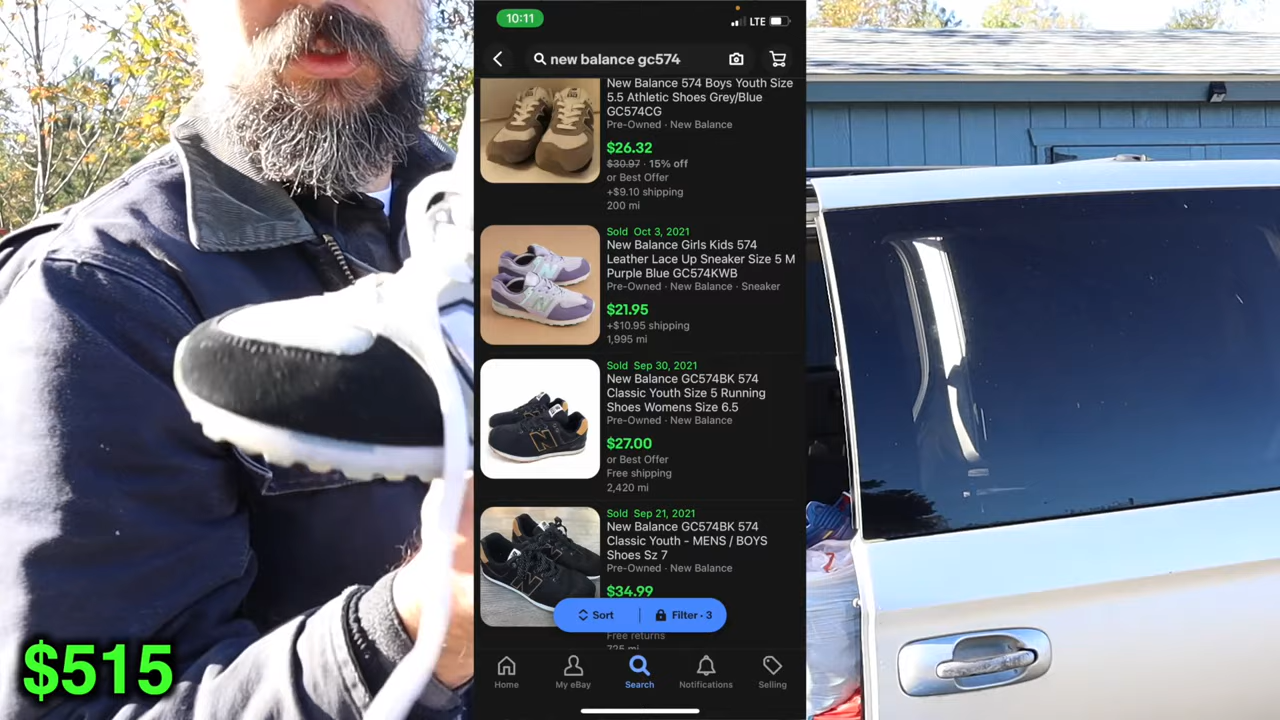 10:11
LTE
new balance gc574
New Balance 574 Boys Youth Size
5.5 Athletic Shoes Grey/Blue
GC574CG
Pre-Owned · New Balance
$26.32
$30.97 · 15% off
or Best Offer
+$9.10 shipping
200 mi
Sold Oct 3, 2021
New Balance Girls Kids 574
Leather Lace Up Sneaker Size 5 M
Purple Blue GC574KWB
Pre-Owned · New Balance · Sneaker
$21.95
+$10.95 shipping
1,995 mi
Sold Sep 30, 2021
New Balance GC574BK 574
Classic Youth Size 5 Running
Shoes Womens Size 6.5
Pre-Owned · New Balance
$27.00
or Best Offer
Free shipping
2,420 mi
Sold Sep 21, 2021
New Balance GC574BK 574
Classic Youth - MENS / BOYS
Shoes Sz 7
Pre-Owned · New Balance
$34.99
Sort
Filter · 3
Free returns
Home
My eBay
Search
Notifications
Selling
$515